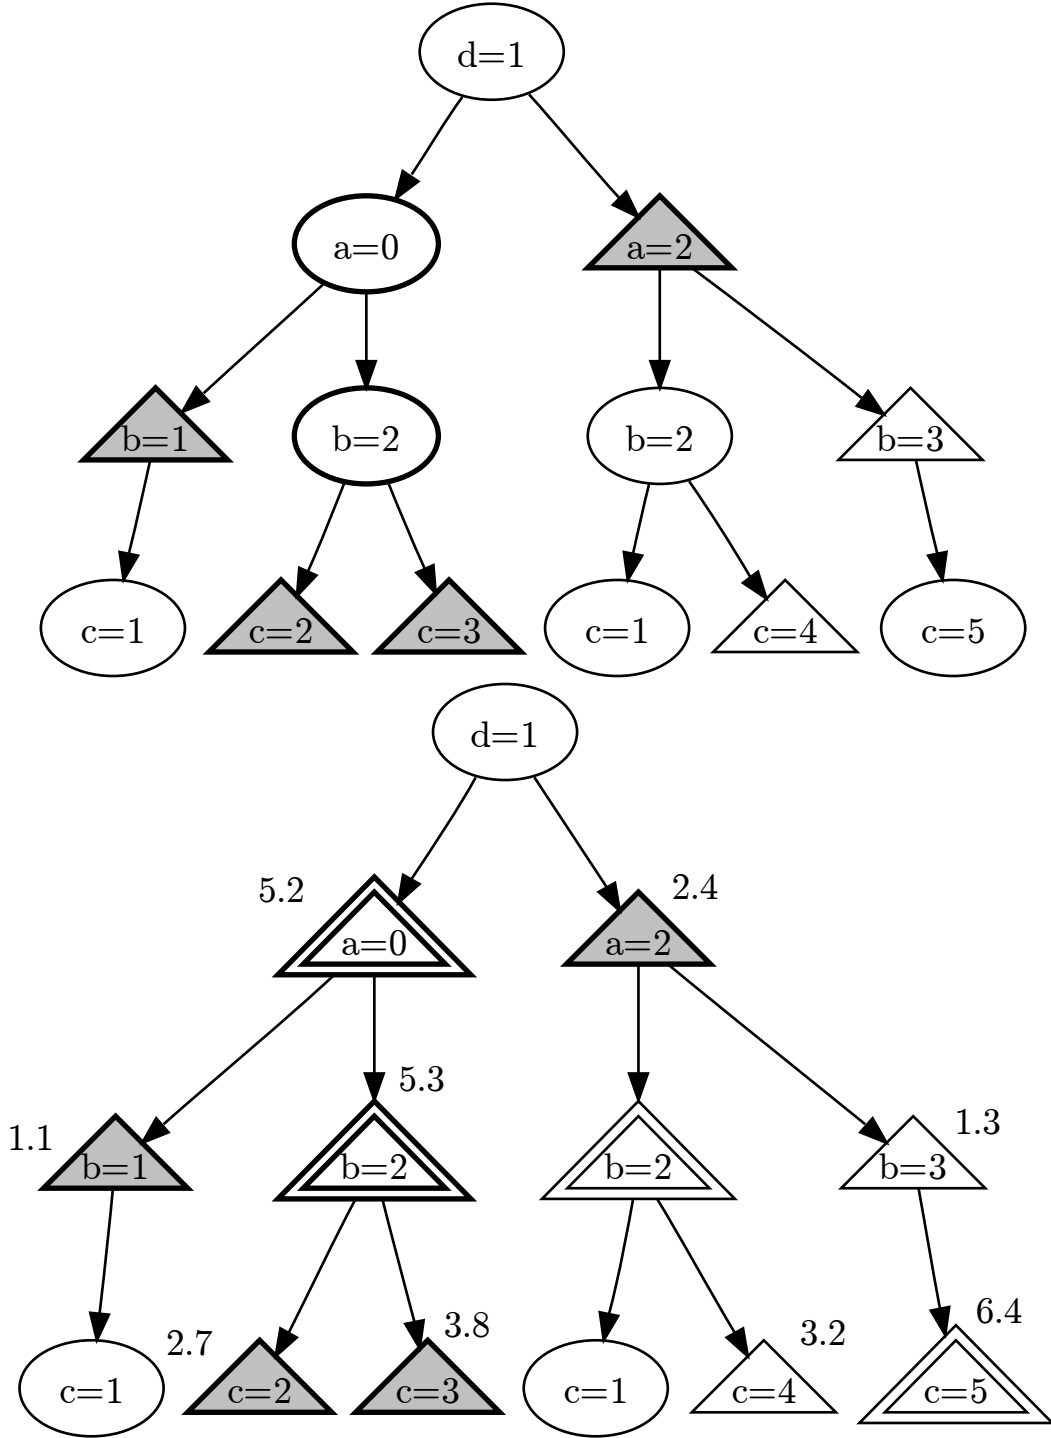 d=1
a=0
a=2
b=1
b=2
b=2
b=3
c=1
c=2
c=3
c=1
c=4
c=5
d=1
5.2
2.4
a=0
a=2
5.3
1.1
1.3
b=1
b=2
b=2
b=3
2.7
3.8
3.2
6.4
c=1
c=2
c=3
c=1
c=4
c=5